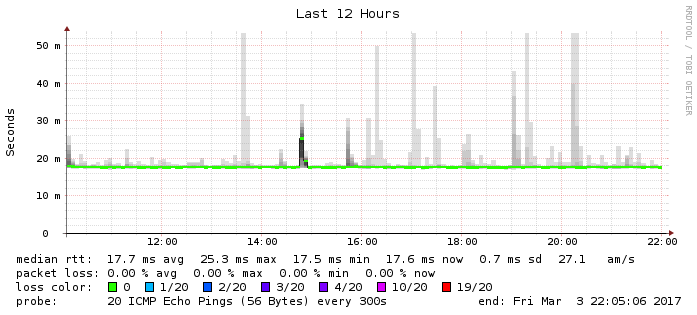 Last 12 Hours
RRDTOOL / TOBI OETIKER
Seconds
50 m
40 m
30 m
20 m
10 m
0
12:00 14:00 16:00 18:00 20:00 22:00
median rtt: 17.7 ms avg 25.3 ms max 17.5 ms min 17.6 ms now 0.7 ms sd 27.1 am/s
packet loss: 0.00 % avg 0.00 % max 0.00 % min 0.00 % now
loss color: 0 1/20 2/20 3/20 4/20 10/20 19/20
probe: 20 ICMP Echo Pings (56 Bytes) every 300s end: Fri Mar 3 22:05:06 2017